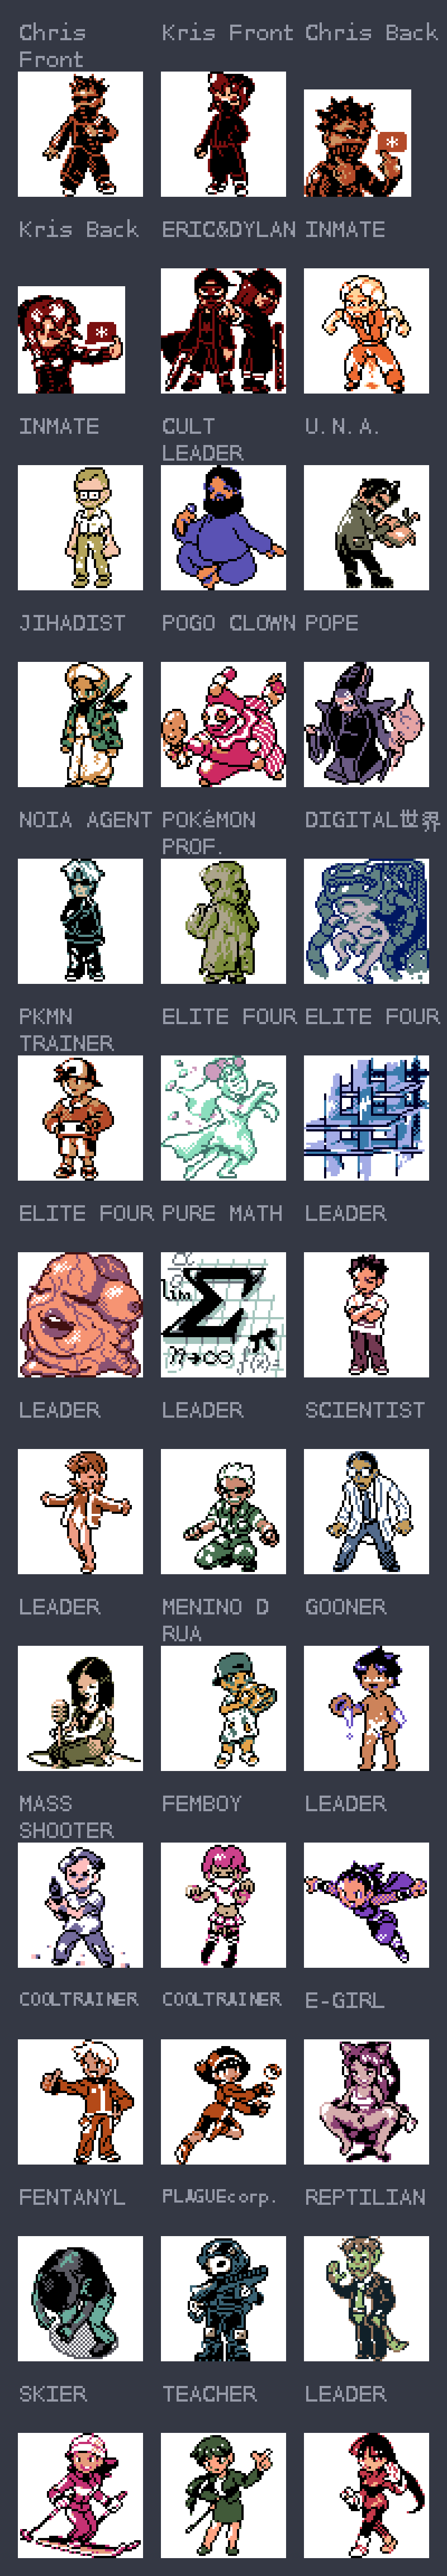 Chris
Front
Kris Front
Chris Back
Kris Back
ERIC&DYLAN
INMATE
INMATE
CULT
LEADER
U.N.A.
JIHADIST
POGO CLOWN
POPE
NOIA AGENT
POKéMON
PROF.
DIGITAL世界
PKMN
TRAINER
ELITE FOUR
ELITE FOUR
ELITE FOUR
PURE MATH
LEADER
lim
Σ
π
n→∞
f(x)=
LEADER
LEADER
SCIENTIST
LEADER
MENINO D
RUA
GOONER
MASS
SHOOTER
FEMBOY
LEADER
COOLTRAINER
COOLTRAINER
E-GIRL
FENTANYL
PLAGUEcorp.
REPTILIAN
SKIER
TEACHER
LEADER